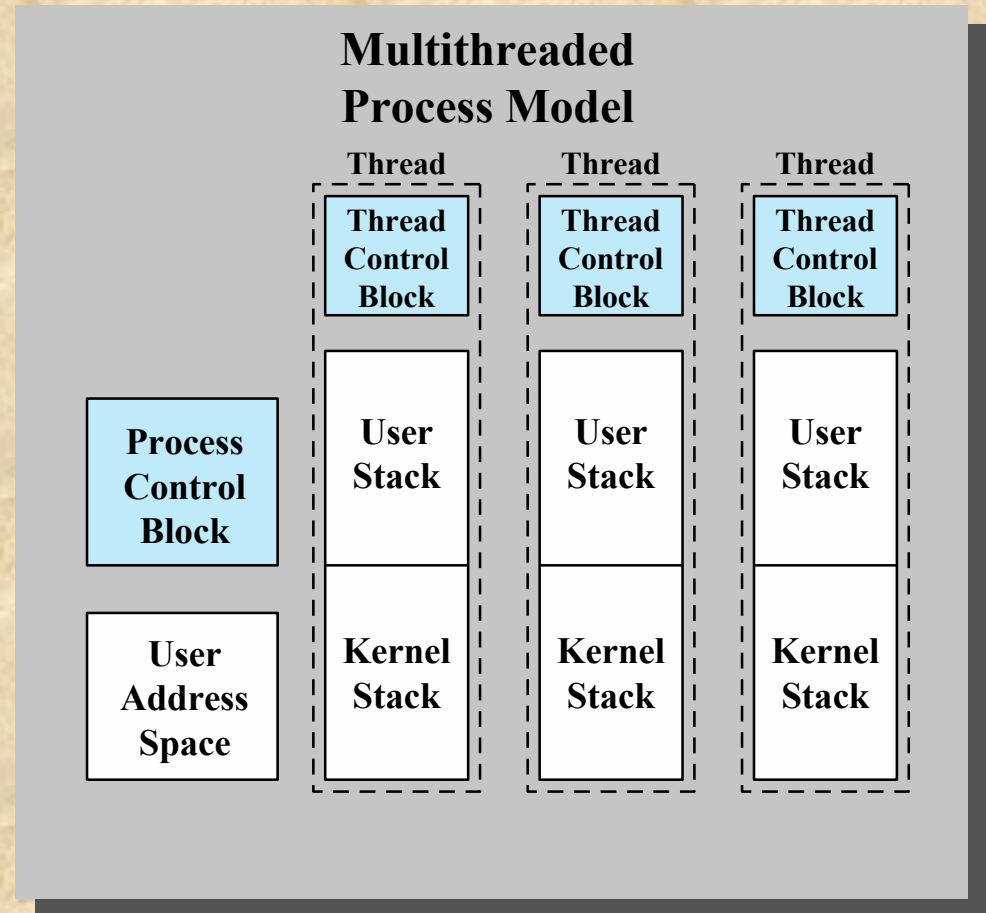 Multithreaded
Process Model
Thread
Thread
Thread
Thread
Control
Block
Thread
Control
Block
Thread
Control
Block
Process
Control
Block
User
Address
Space
User
Stack
Kernel
Stack
User
Stack
Kernel
Stack
User
Stack
Kernel
Stack